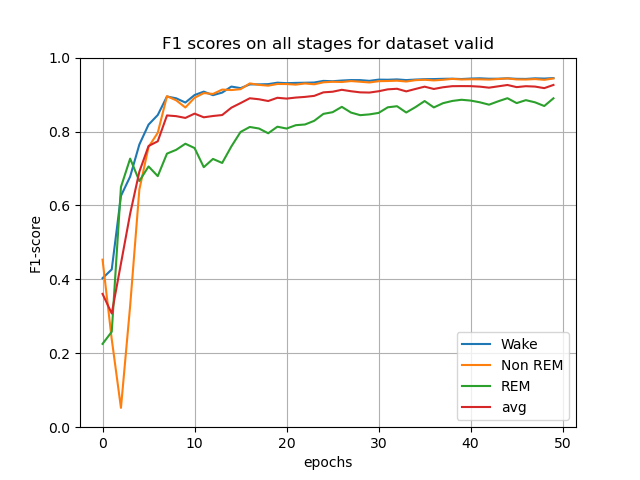 F1 scores on all stages for dataset valid
1.0
0.8
0.6
0.4
0.2
0.0
F1-score
0 10 20 30 40 50
epochs
Wake
Non REM
REM
avg